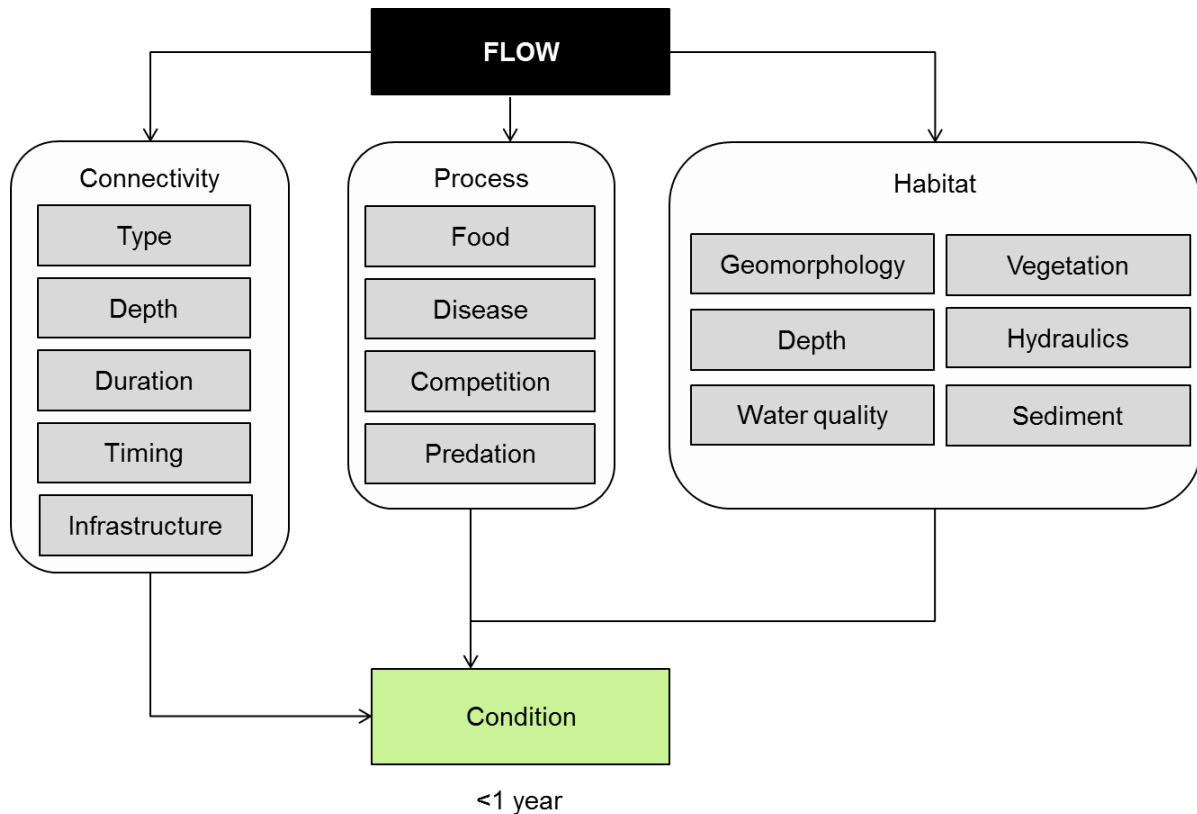 FLOW
Connectivity
Type
Depth
Duration
Timing
Infrastructure
Process
Food
Disease
Competition
Predation
Habitat
Geomorphology
Vegetation
Depth
Hydraulics
Water quality
Sediment
Condition
<1 year